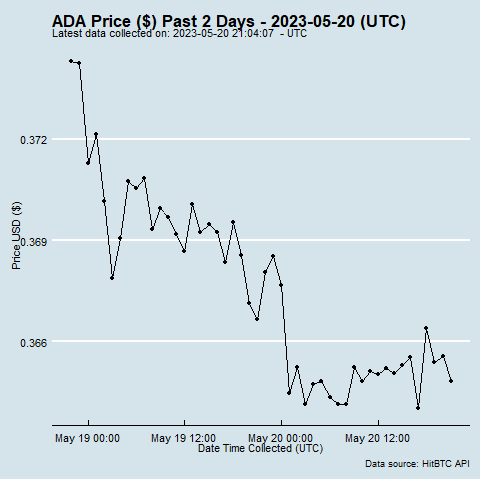 ADA Price ($) Past 2 Days - 2023-05-20 (UTC)
Latest data collected on: 2023-05-20 21:04:07 - UTC
0.372
0.369
0.366
Price USD ($)
May 19 00:00
May 19 12:00
May 20 00:00
May 20 12:00
Date Time Collected (UTC)
Data source: HitBTC API